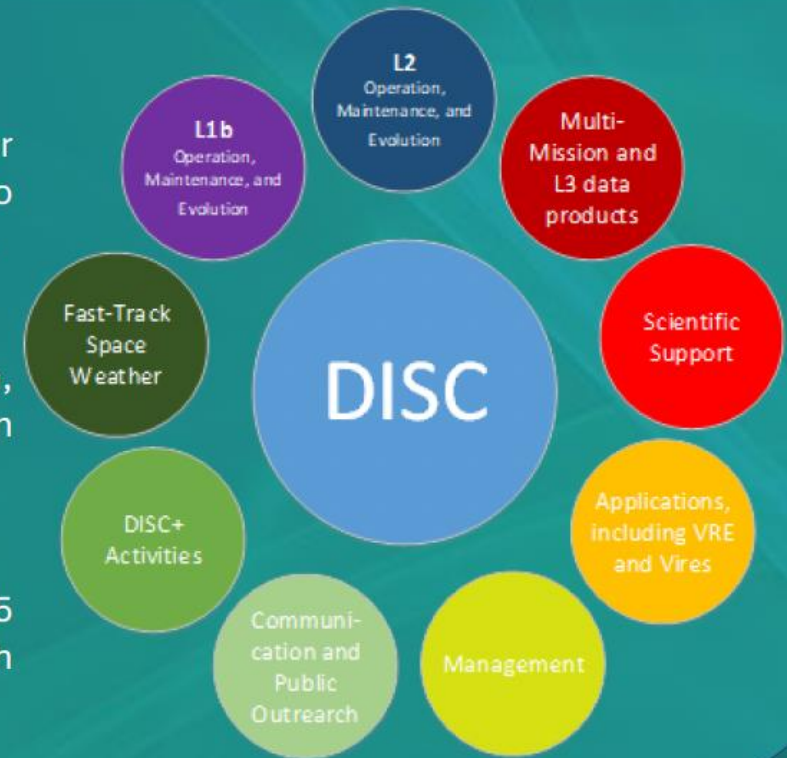 r
o
,
n
5
n
L2
Operation,
Maintenance, and
Evolution
L1b
Operation,
Maintenance, and
Evolution
Multi-
Mission and
L3 data
products
Fast-Track
Space
Weather
Scientific
Support
DISC
DISC+
Activities
Applications,
including VRE
and Vires
Communi-
cation and
Public
Outrearch
Management